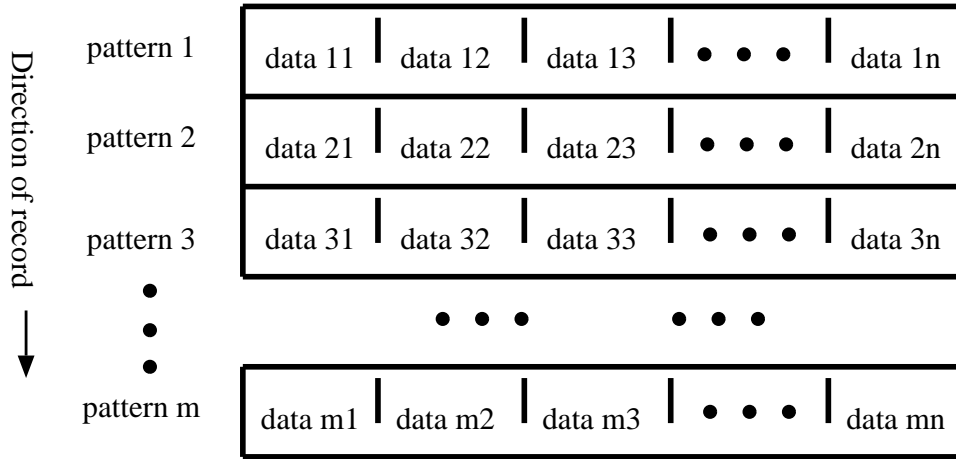 Direction of record
pattern 1 data 11 data 12 data 13 data 1n
pattern 2 data 21 data 22 data 23 data 2n
pattern 3 data 31 data 32 data 33 data 3n
pattern m data m1 data m2 data m3 data mn